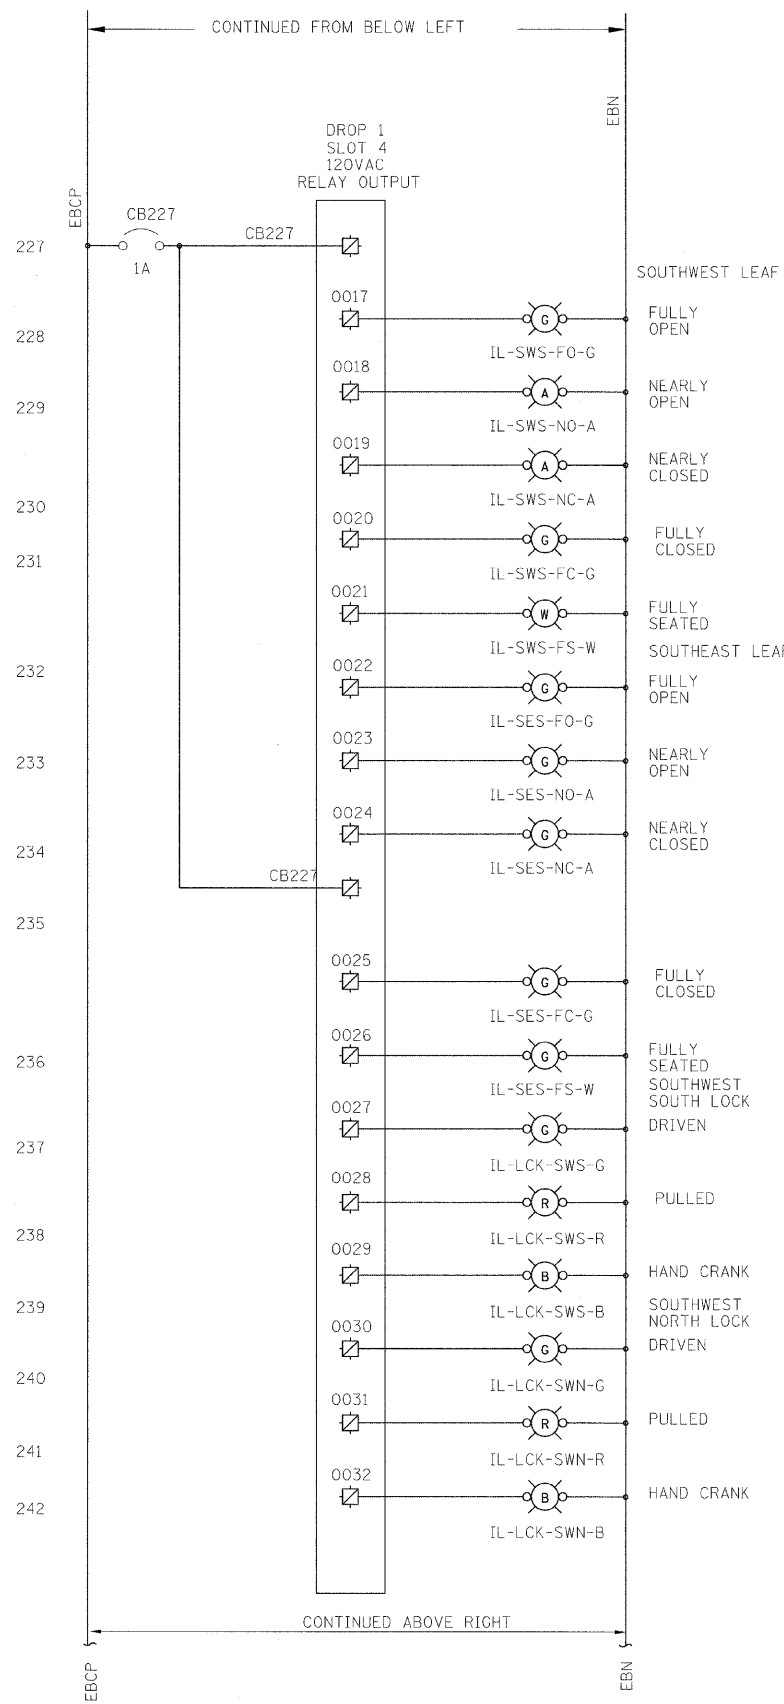 CONTINUED FROM BELOW LEFT
EBN
DROP 1
SLOT 4
120VAC
RELAY OUTPUT
EBCP
CB227
CB227
227
1A
SOUTHWEST LEAF
0017
G
FULLY
OPEN
228
IL-SWS-FO-G
0018
A
NEARLY
OPEN
229
IL-SWS-NO-A
0019
A
NEARLY
CLOSED
IL-SWS-NC-A
230
0020
G
FULLY
CLOSED
231
IL-SWS-FC-G
0021
W
FULLY
SEATED
IL-SWS-FS-W
SOUTHEAST LEAF
232
0022
G
FULLY
OPEN
IL-SES-FO-G
0023
233
G
NEARLY
OPEN
IL-SES-NO-A
0024
G
NEARLY
CLOSED
234
IL-SES-NC-A
CB227
235
0025
G
FULLY
CLOSED
IL-SES-FC-G
0026
236
G
FULLY
SEATED
IL-SES-FS-W
SOUTHWEST
SOUTH LOCK
0027
G
DRIVEN
237
IL-LCK-SWS-G
0028
R
PULLED
238
IL-LCK-SWS-R
0029
B
HAND CRANK
239
IL-LCK-SWS-B
SOUTHWEST
NORTH LOCK
0030
G
DRIVEN
240
IL-LCK-SWN-G
0031
R
PULLED
241
IL-LCK-SWN-R
0032
B
HAND CRANK
242
IL-LCK-SWN-B
CONTINUED ABOVE RIGHT
EBCP
EBN